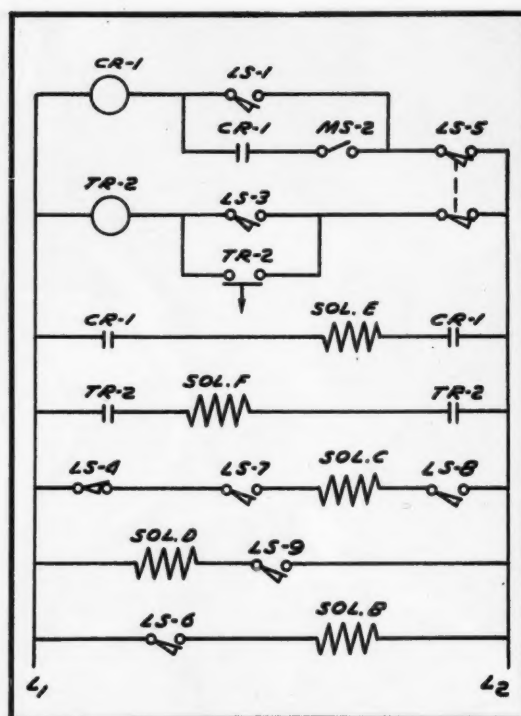 CR-1 LS-1
CR-1 MS-2 LS-5
TR-2 LS-3
TR-2
CR-1 SOL. E CR-1
TR-2 SOL. F TR-2
LS-4 LS-7 SOL. C LS-8
SOL. D LS-9
LS-6 SOL. B
L1 L2